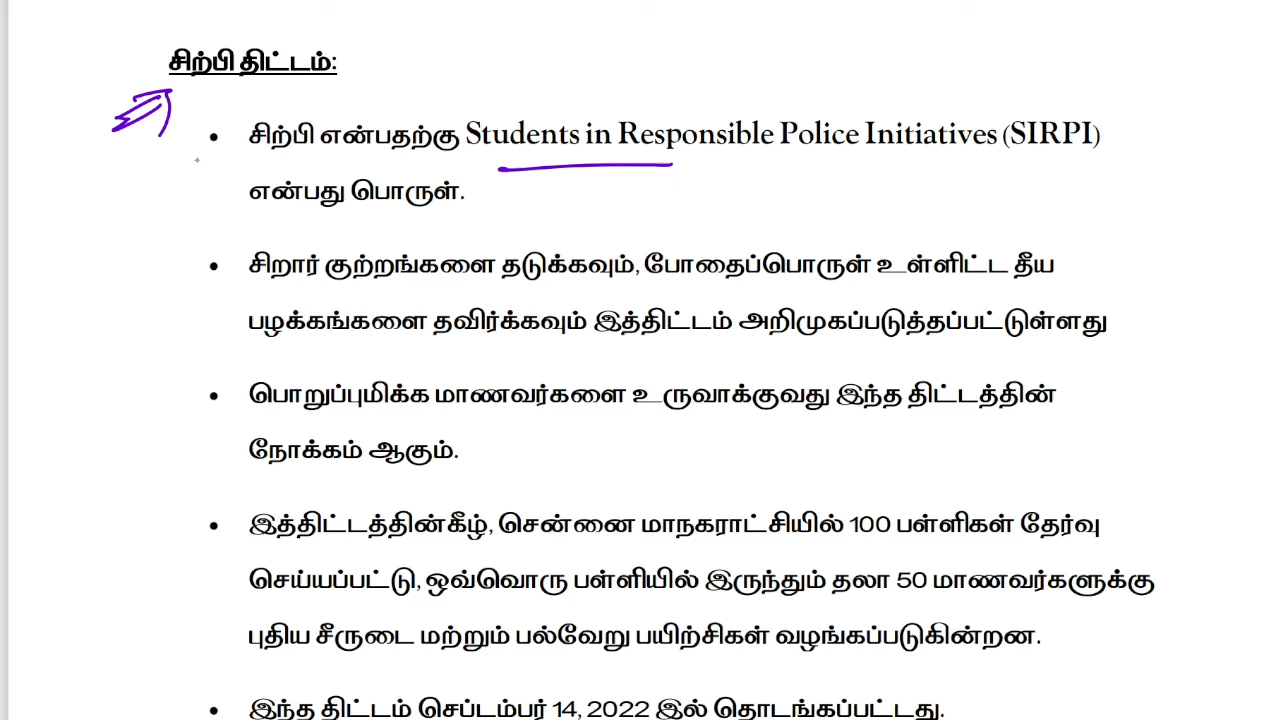 சிற்பி திட்டம்:
• சிற்பி என்பதற்கு Students in Responsible Police Initiatives (SIRPI)
என்பது பொருள்.
• சிறார் குற்றங்களை தடுக்கவும், போதைப்பொருள் உள்ளிட்ட தீய
பழக்கங்களை தவிர்க்கவும் இத்திட்டம் அறிமுகப்படுத்தப்பட்டுள்ளது
• பொறுப்புமிக்க மாணவர்களை உருவாக்குவது இந்த திட்டத்தின்
நோக்கம் ஆகும்.
• இத்திட்டத்தின்கீழ், சென்னை மாநகராட்சியில் 100 பள்ளிகள் தேர்வு
செய்யப்பட்டு, ஒவ்வொரு பள்ளியில் இருந்தும் தலா 50 மாணவர்களுக்கு
புதிய சீருடை மற்றும் பல்வேறு பயிற்சிகள் வழங்கப்படுகின்றன.
• இந்த திட்டம் செப்டம்பர் 14, 2022 இல் தொடங்கப்பட்டது.